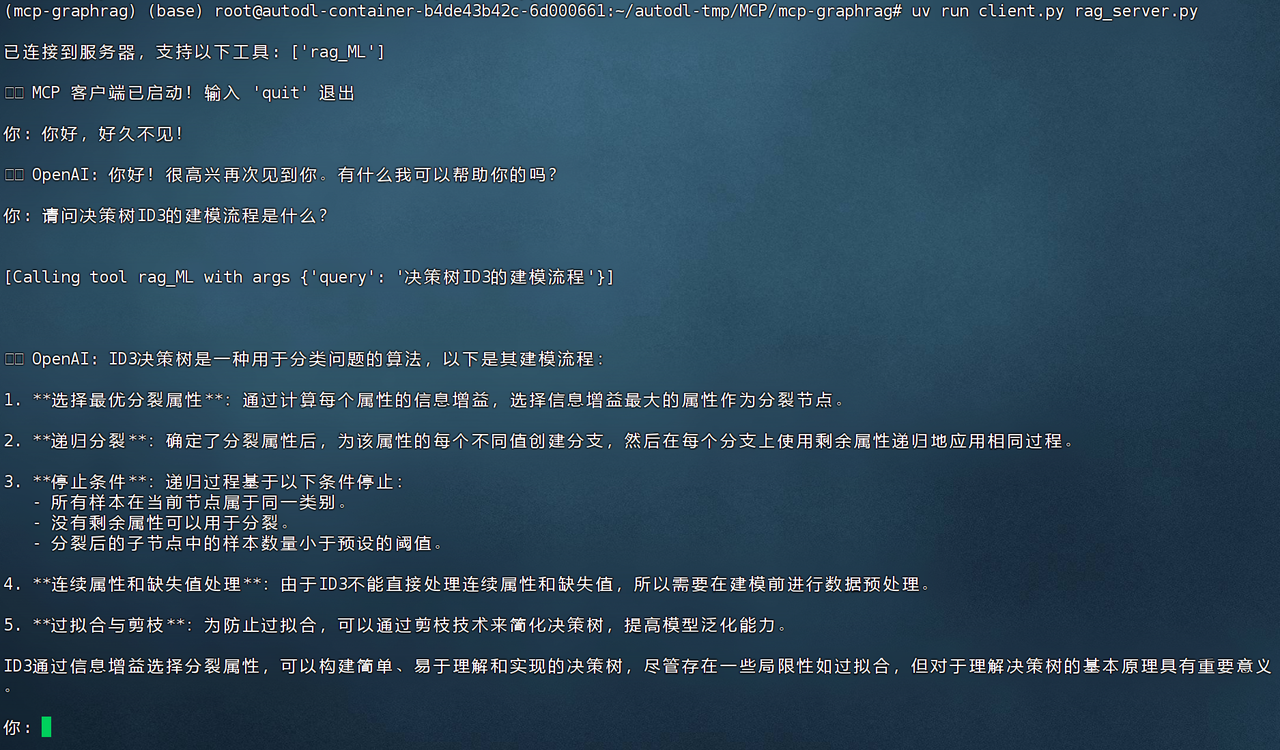 (mcp-graphrag) (base) root@autodl-container-b4de43b42c-6d000661:~/autodl-tmp/MCP/mcp-graphrag# uv run client.py rag_server.py
已连接到服务器，支持以下工具: ['rag_ML']
MCP 客户端已启动！输入 'quit' 退出
你: 你好，好久不见！
OpenAI: 你好！很高兴再次见到你。有什么我可以帮助你的吗？
你: 请问决策树ID3的建模流程是什么？
[Calling tool rag_ML with args {'query': '决策树ID3的建模流程'}]
OpenAI: ID3决策树是一种用于分类问题的算法，以下是其建模流程：
1. **选择最优分裂属性**：通过计算每个属性的信息增益，选择信息增益最大的属性作为分裂节点。
2. **递归分裂**：确定了分裂属性后，为该属性的每个不同值创建分支，然后在每个分支上使用剩余属性递归地应用相同过程。
3. **停止条件**：递归过程基于以下条件停止：
- 所有样本在当前节点属于同一类别。
- 没有剩余属性可以用于分裂。
- 分裂后的子节点中的样本数量小于预设的阈值。
4. **连续属性和缺失值处理**：由于ID3不能直接处理连续属性和缺失值，所以需要在建模前进行数据预处理。
5. **过拟合与剪枝**：为防止过拟合，可以通过剪枝技术来简化决策树，提高模型泛化能力。
ID3通过信息增益选择分裂属性，可以构建简单、易于理解和实现的决策树，尽管存在一些局限性如过拟合，但对于理解决策树的基本原理具有重要意义
。
你: